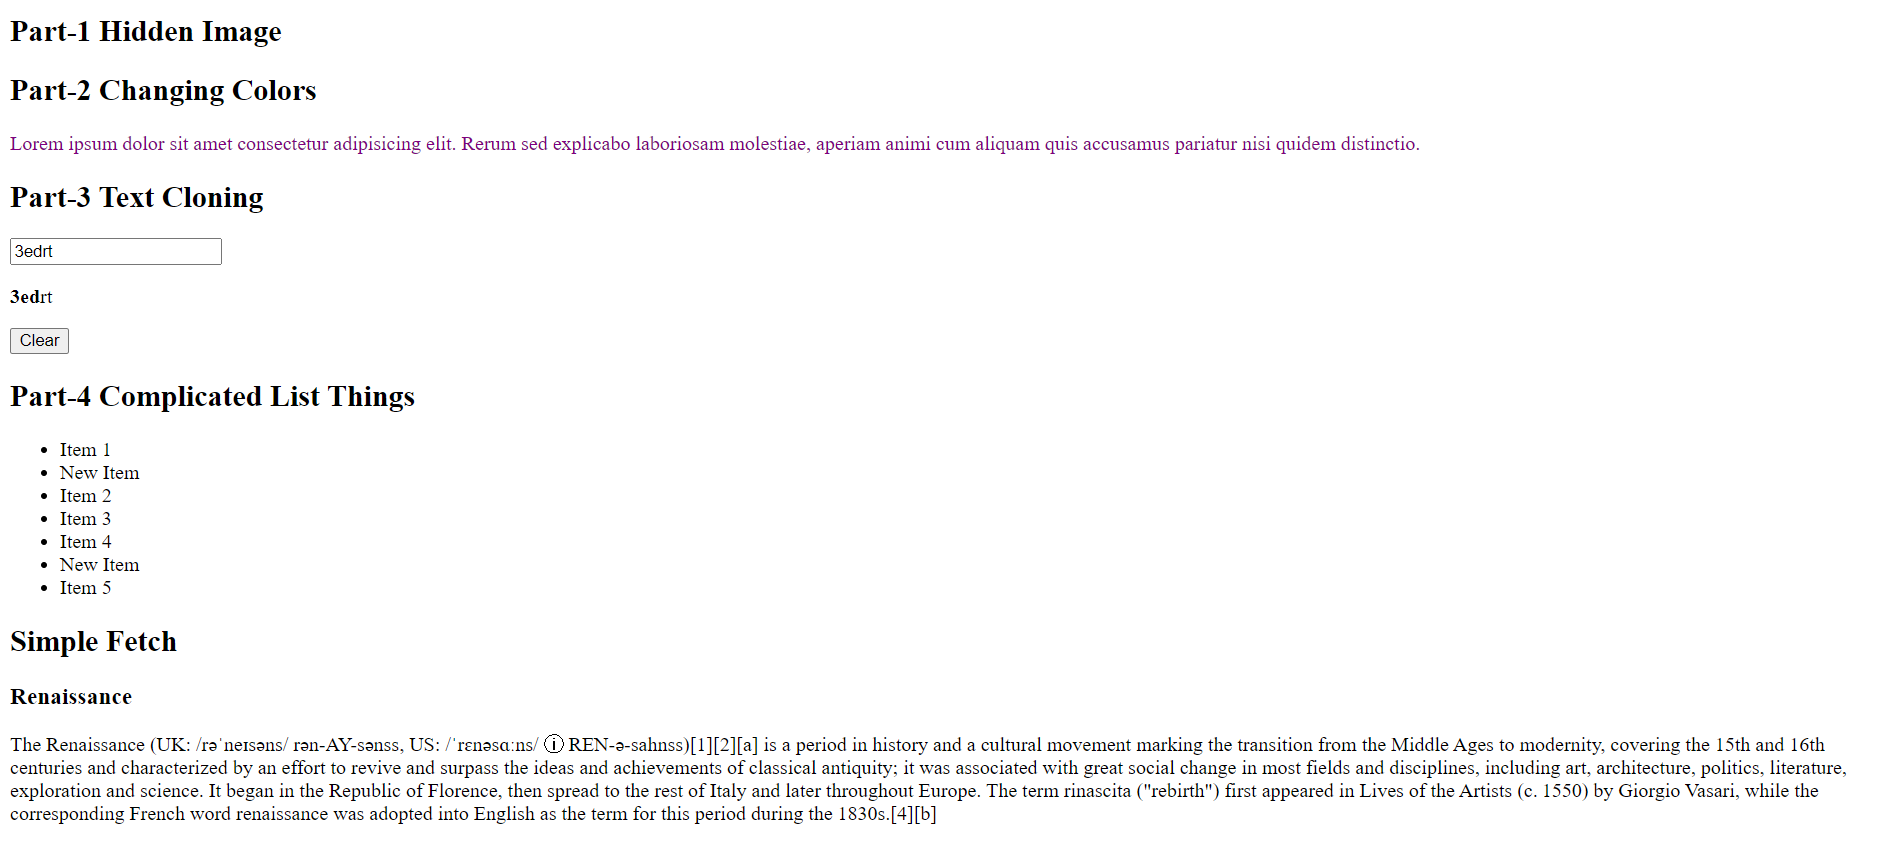 Part-1 Hidden Image
Part-2 Changing Colors
Lorem ipsum dolor sit amet consectetur adipisicing elit. Rerum sed explicabo laboriosam molestiae, aperiam animi cum aliquam quis accusamus pariatur nisi quidem distinctio.
Part-3 Text Cloning
3edrt
3edrt
Clear
Part-4 Complicated List Things
• Item 1
• New Item
• Item 2
• Item 3
• Item 4
• New Item
• Item 5
Simple Fetch
Renaissance
The Renaissance (UK: /rəˈneɪsəns/ rən-AY-sənss, US: /ˈrɛnəsɑːns/ ⓘ REN-ə-sahnss)[1][2][a] is a period in history and a cultural movement marking the transition from the Middle Ages to modernity, covering the 15th and 16th
centuries and characterized by an effort to revive and surpass the ideas and achievements of classical antiquity; it was associated with great social change in most fields and disciplines, including art, architecture, politics, literature,
exploration and science. It began in the Republic of Florence, then spread to the rest of Italy and later throughout Europe. The term rinascita ("rebirth") first appeared in Lives of the Artists (c. 1550) by Giorgio Vasari, while the
corresponding French word renaissance was adopted into English as the term for this period during the 1830s.[4][b]